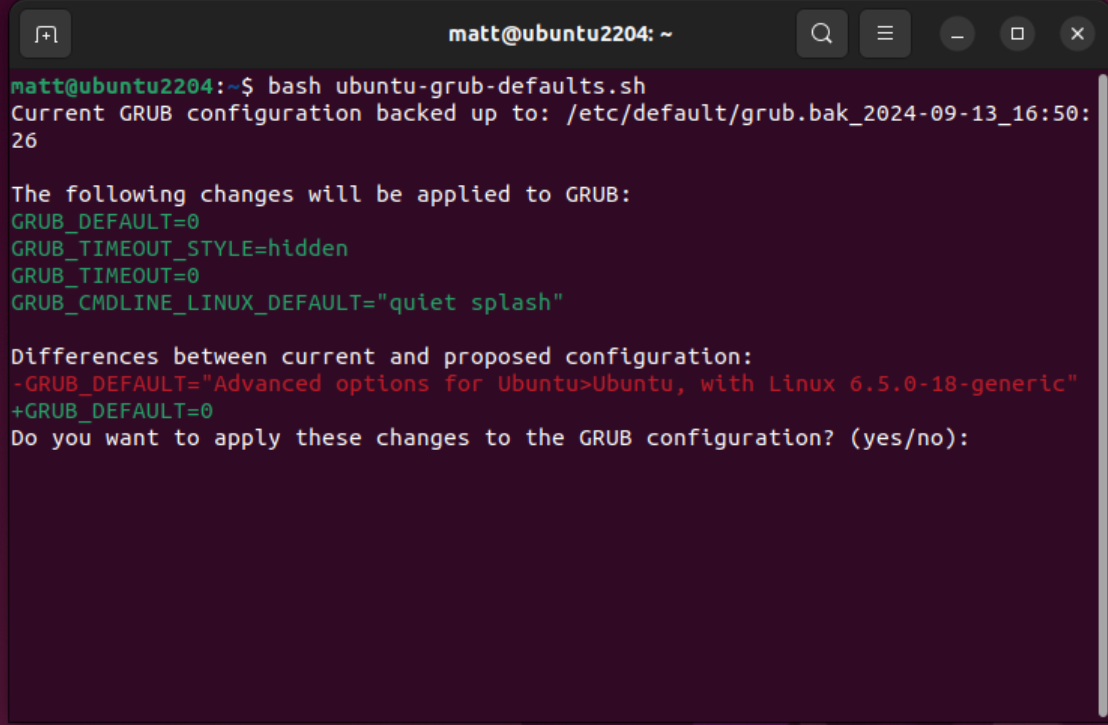 matt@ubuntu2204: ~
matt@ubuntu2204:~$ bash ubuntu-grub-defaults.sh
Current GRUB configuration backed up to: /etc/default/grub.bak_2024-09-13_16:50:
26
The following changes will be applied to GRUB:
GRUB_DEFAULT=0
GRUB_TIMEOUT_STYLE=hidden
GRUB_TIMEOUT=0
GRUB_CMDLINE_LINUX_DEFAULT="quiet splash"
Differences between current and proposed configuration:
-GRUB_DEFAULT="Advanced options for Ubuntu>Ubuntu, with Linux 6.5.0-18-generic"
+GRUB_DEFAULT=0
Do you want to apply these changes to the GRUB configuration? (yes/no):